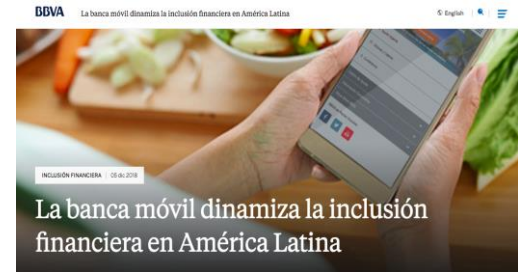 BBVA La banca móvil dinamiza la inclusión financiera en América Latina English
INCLUSIÓN FINANCIERA | 05 dic 2018
La banca móvil dinamiza la inclusión
financiera en América Latina